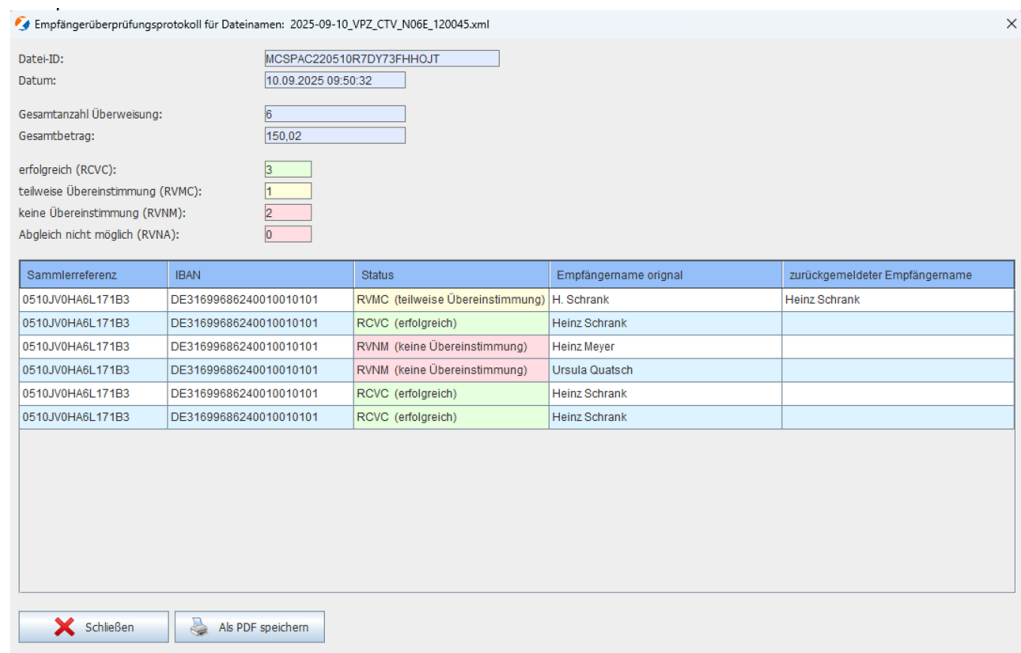 Empfängerüberprüfungsprotokoll für Dateinamen: 2025-09-10_VPZ_CTV_N06E_120045.xml
Datei-ID: MCSPAC220510R7DY73FHHOJT
Datum: 10.09.2025 09:50:32
Gesamtanzahl Überweisung: 6
Gesamtbetrag: 150,02
erfolgreich (RCVC): 3
teilweise Übereinstimmung (RVMC): 1
keine Übereinstimmung (RVNM): 2
Abgleich nicht möglich (RVNA): 0
Sammlerreferenz IBAN Status Empfängername orignal zurückgemeldeter Empfängername
0510JV0HA6L171B3 DE31699686240010010101 RVMC (teilweise Übereinstimmung) H. Schrank Heinz Schrank
0510JV0HA6L171B3 DE31699686240010010101 RCVC (erfolgreich) Heinz Schrank
0510JV0HA6L171B3 DE31699686240010010101 RVNM (keine Übereinstimmung) Heinz Meyer
0510JV0HA6L171B3 DE31699686240010010101 RVNM (keine Übereinstimmung) Ursula Quatsch
0510JV0HA6L171B3 DE31699686240010010101 RCVC (erfolgreich) Heinz Schrank
0510JV0HA6L171B3 DE31699686240010010101 RCVC (erfolgreich) Heinz Schrank
Schließen Als PDF speichern